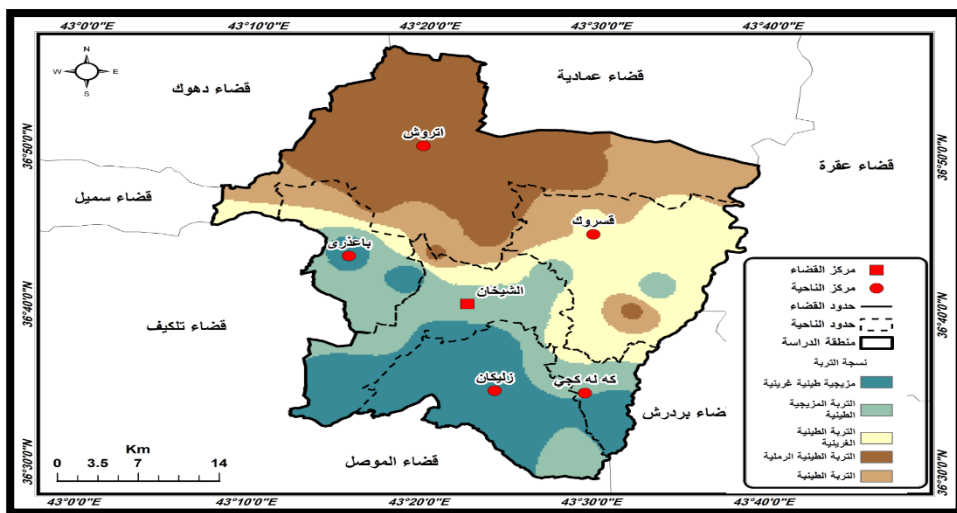 43°0'0"E 43°10'0"E 43°20'0"E 43°30'0"E 43°40'0"E
N
W E
S
قضاء دهوك
قضاء عمادية
36°50'0"N
36°50'0"N
اتروش
قضاء عقرة
قضاء سميل
قسروك
باعذرى
الشيخان
36°40'0"N
36°40'0"N
قضاء تلكيف
زليكان
كه له كجي
ضاء بردرش
قضاء الموصل
36°30'0"N
36°30'0"N
Km
0 3.5 7 14
مركز القضاء
مركز الناحية
حدود القضاء
حدود الناحية
منطقة الدراسة
نسجة التربة
مزيجية طينية غرينية
التربة المزيجية
الطينية
التربة الطينية
الغرينية
التربة الطينية الرملية
التربة الطينية
43°0'0"E 43°10'0"E 43°20'0"E 43°30'0"E 43°40'0"E